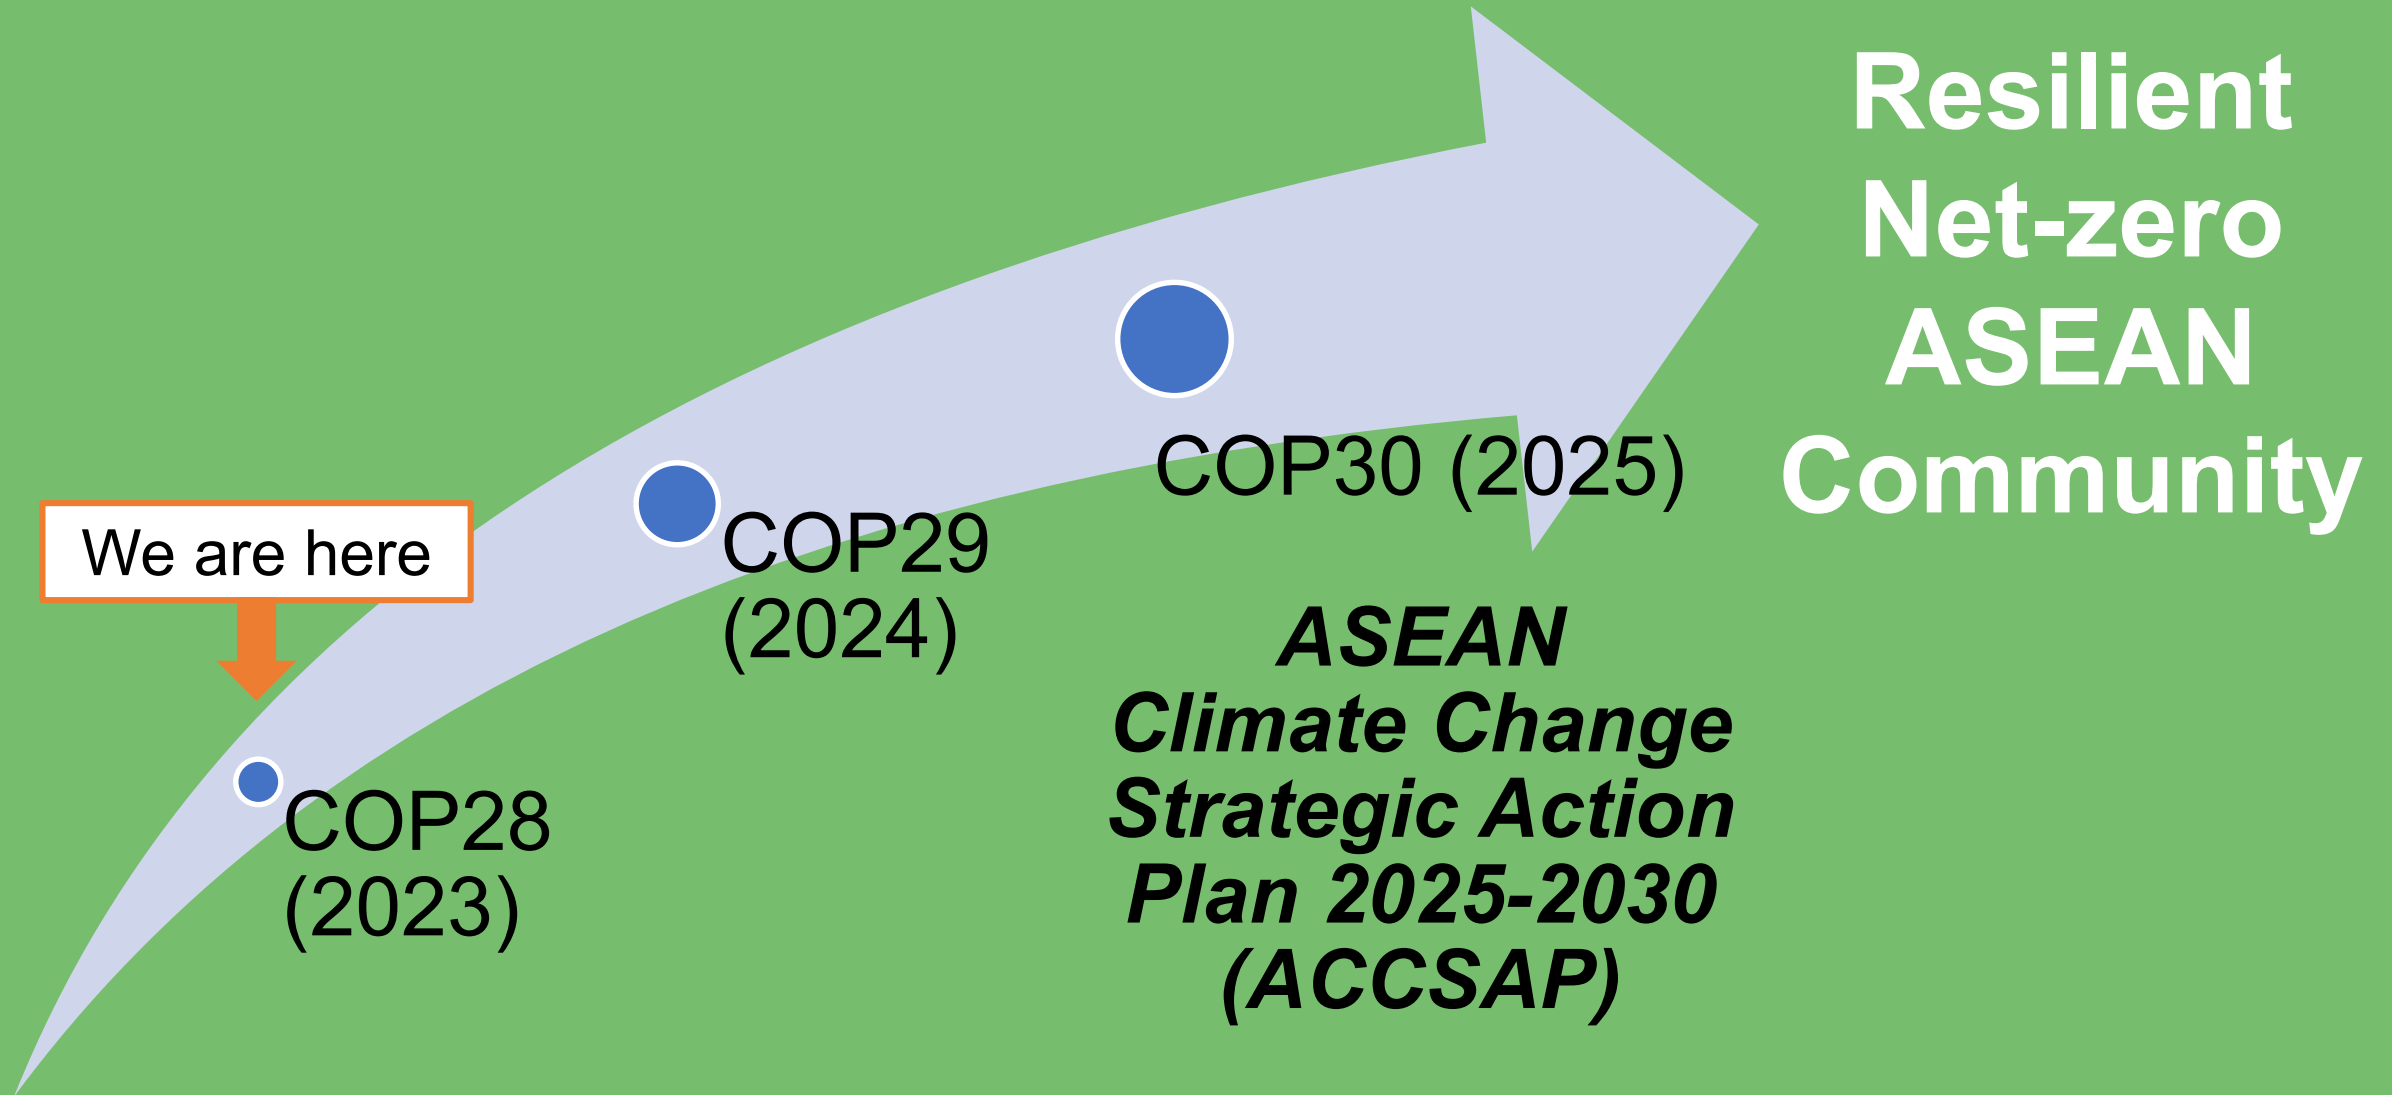 We are here
COP28
(2023)
COP29
(2024)
COP30 (2025)
ASEAN
Climate Change
Strategic Action
Plan 2025-2030
(ACCSAP)
Resilient
Net-zero
ASEAN
Community